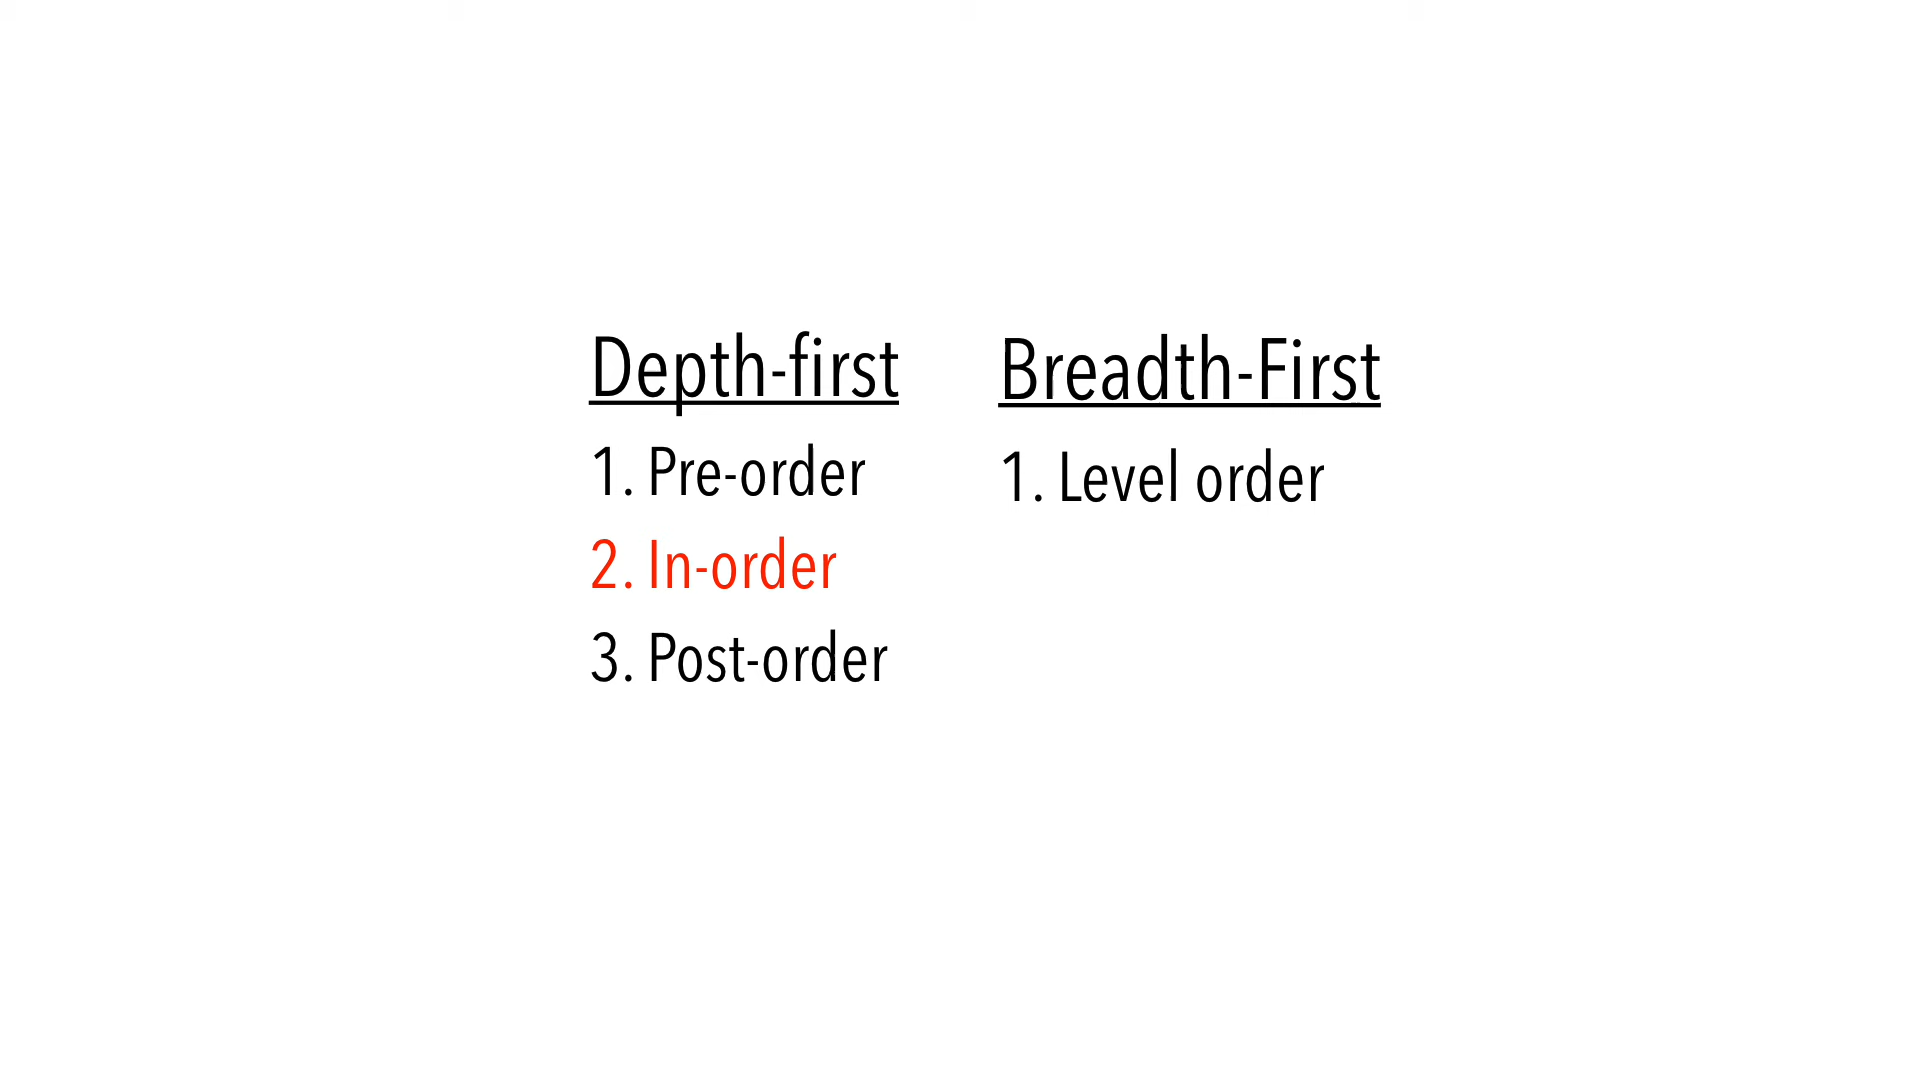 Depth-first
1. Pre-order
2. In-order
3. Post-order
Breadth-First
1. Level order